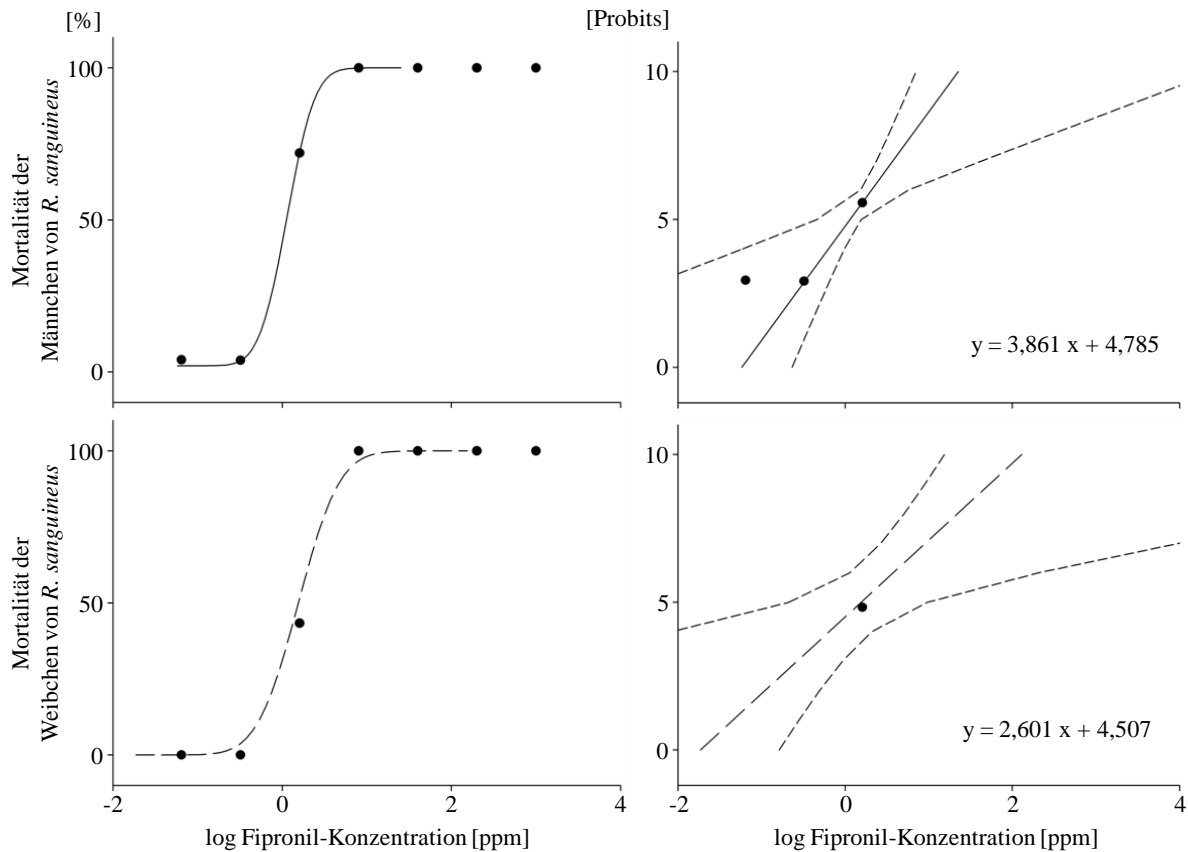 [%]
[Probits]
Mortalität der
Männchen von R. sanguineus
100
50
0
10
5
0
y = 3,861 x + 4,785
Mortalität der
Weibchen von R. sanguineus
100
50
0
-2
0
2
4
log Fipronil-Konzentration [ppm]
10
5
0
y = 2,601 x + 4,507
-2
0
2
4
log Fipronil-Konzentration [ppm]